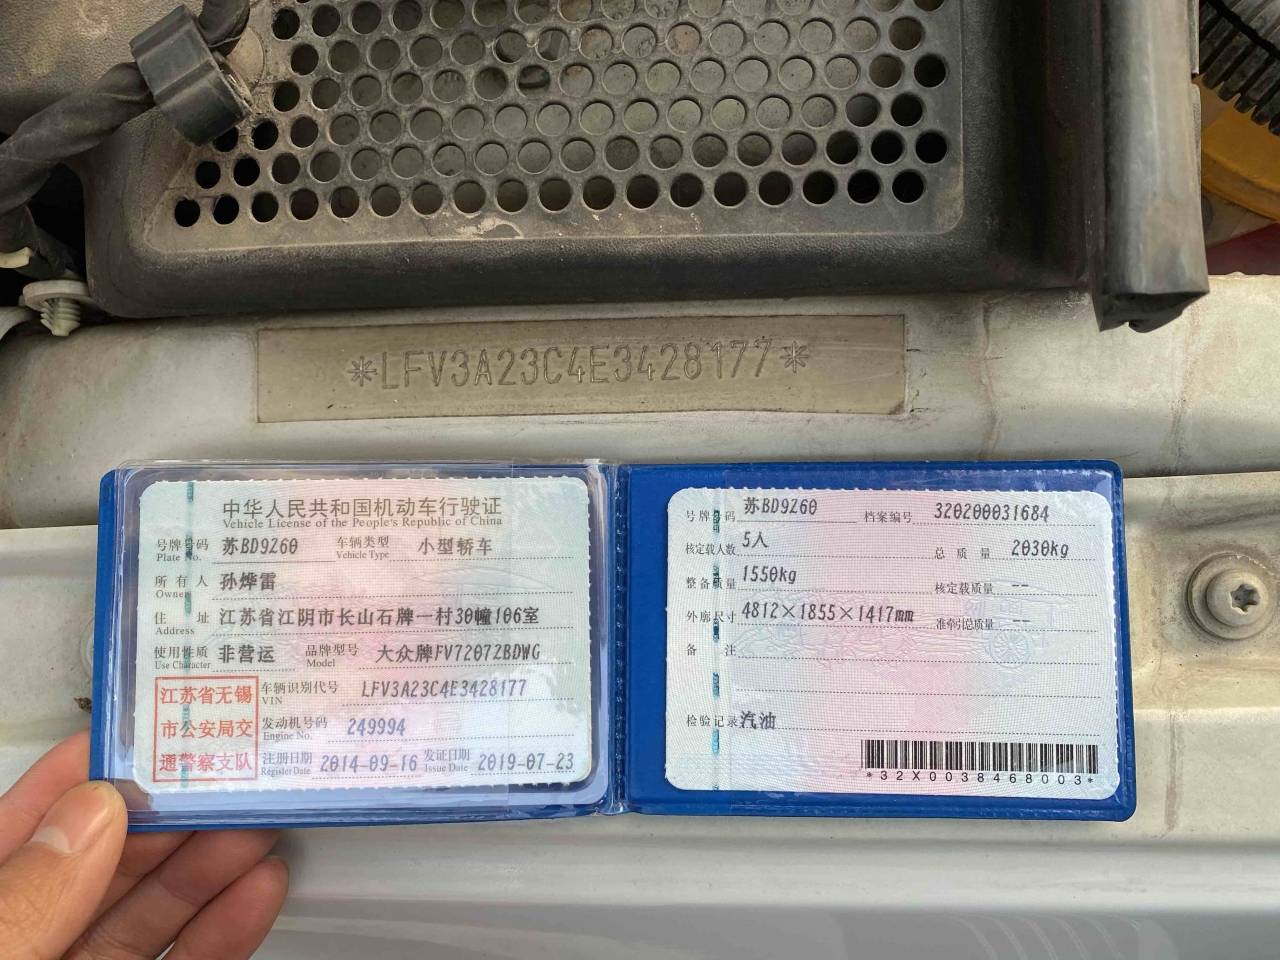 *LFV3A23C4E3428177*
中华人民共和国机动车行驶证
Vehicle License of the People's Republic of China
号牌号码 苏BD9Z60 车辆类型 小型轿车
Plate No. Vehicle Type
所有人 孙烨雷
Owner
住址 江苏省江阴市长山石牌一村30幢106室
Address
使用性质 非营运 品牌型号 大众牌FV7207ZBDWG
Use Character Model
江苏省无锡
市公安局交
通警察支队
车辆识别代号 LFV3A23C4E3428177
VIN
发动机号码 249994
Engine No.
注册日期 2014-09-16 发证日期 2019-07-23
Register Date Issue Date
号牌号码 苏BD9Z60 档案编号 320200031684
核定载人数 5人 总质量 2030kg
整备质量 1550kg 核定载质量 --
外廓尺寸 4812×1855×1417mm 准牵引总质量 --
备注
检验记录 汽油
*32X0038468003*